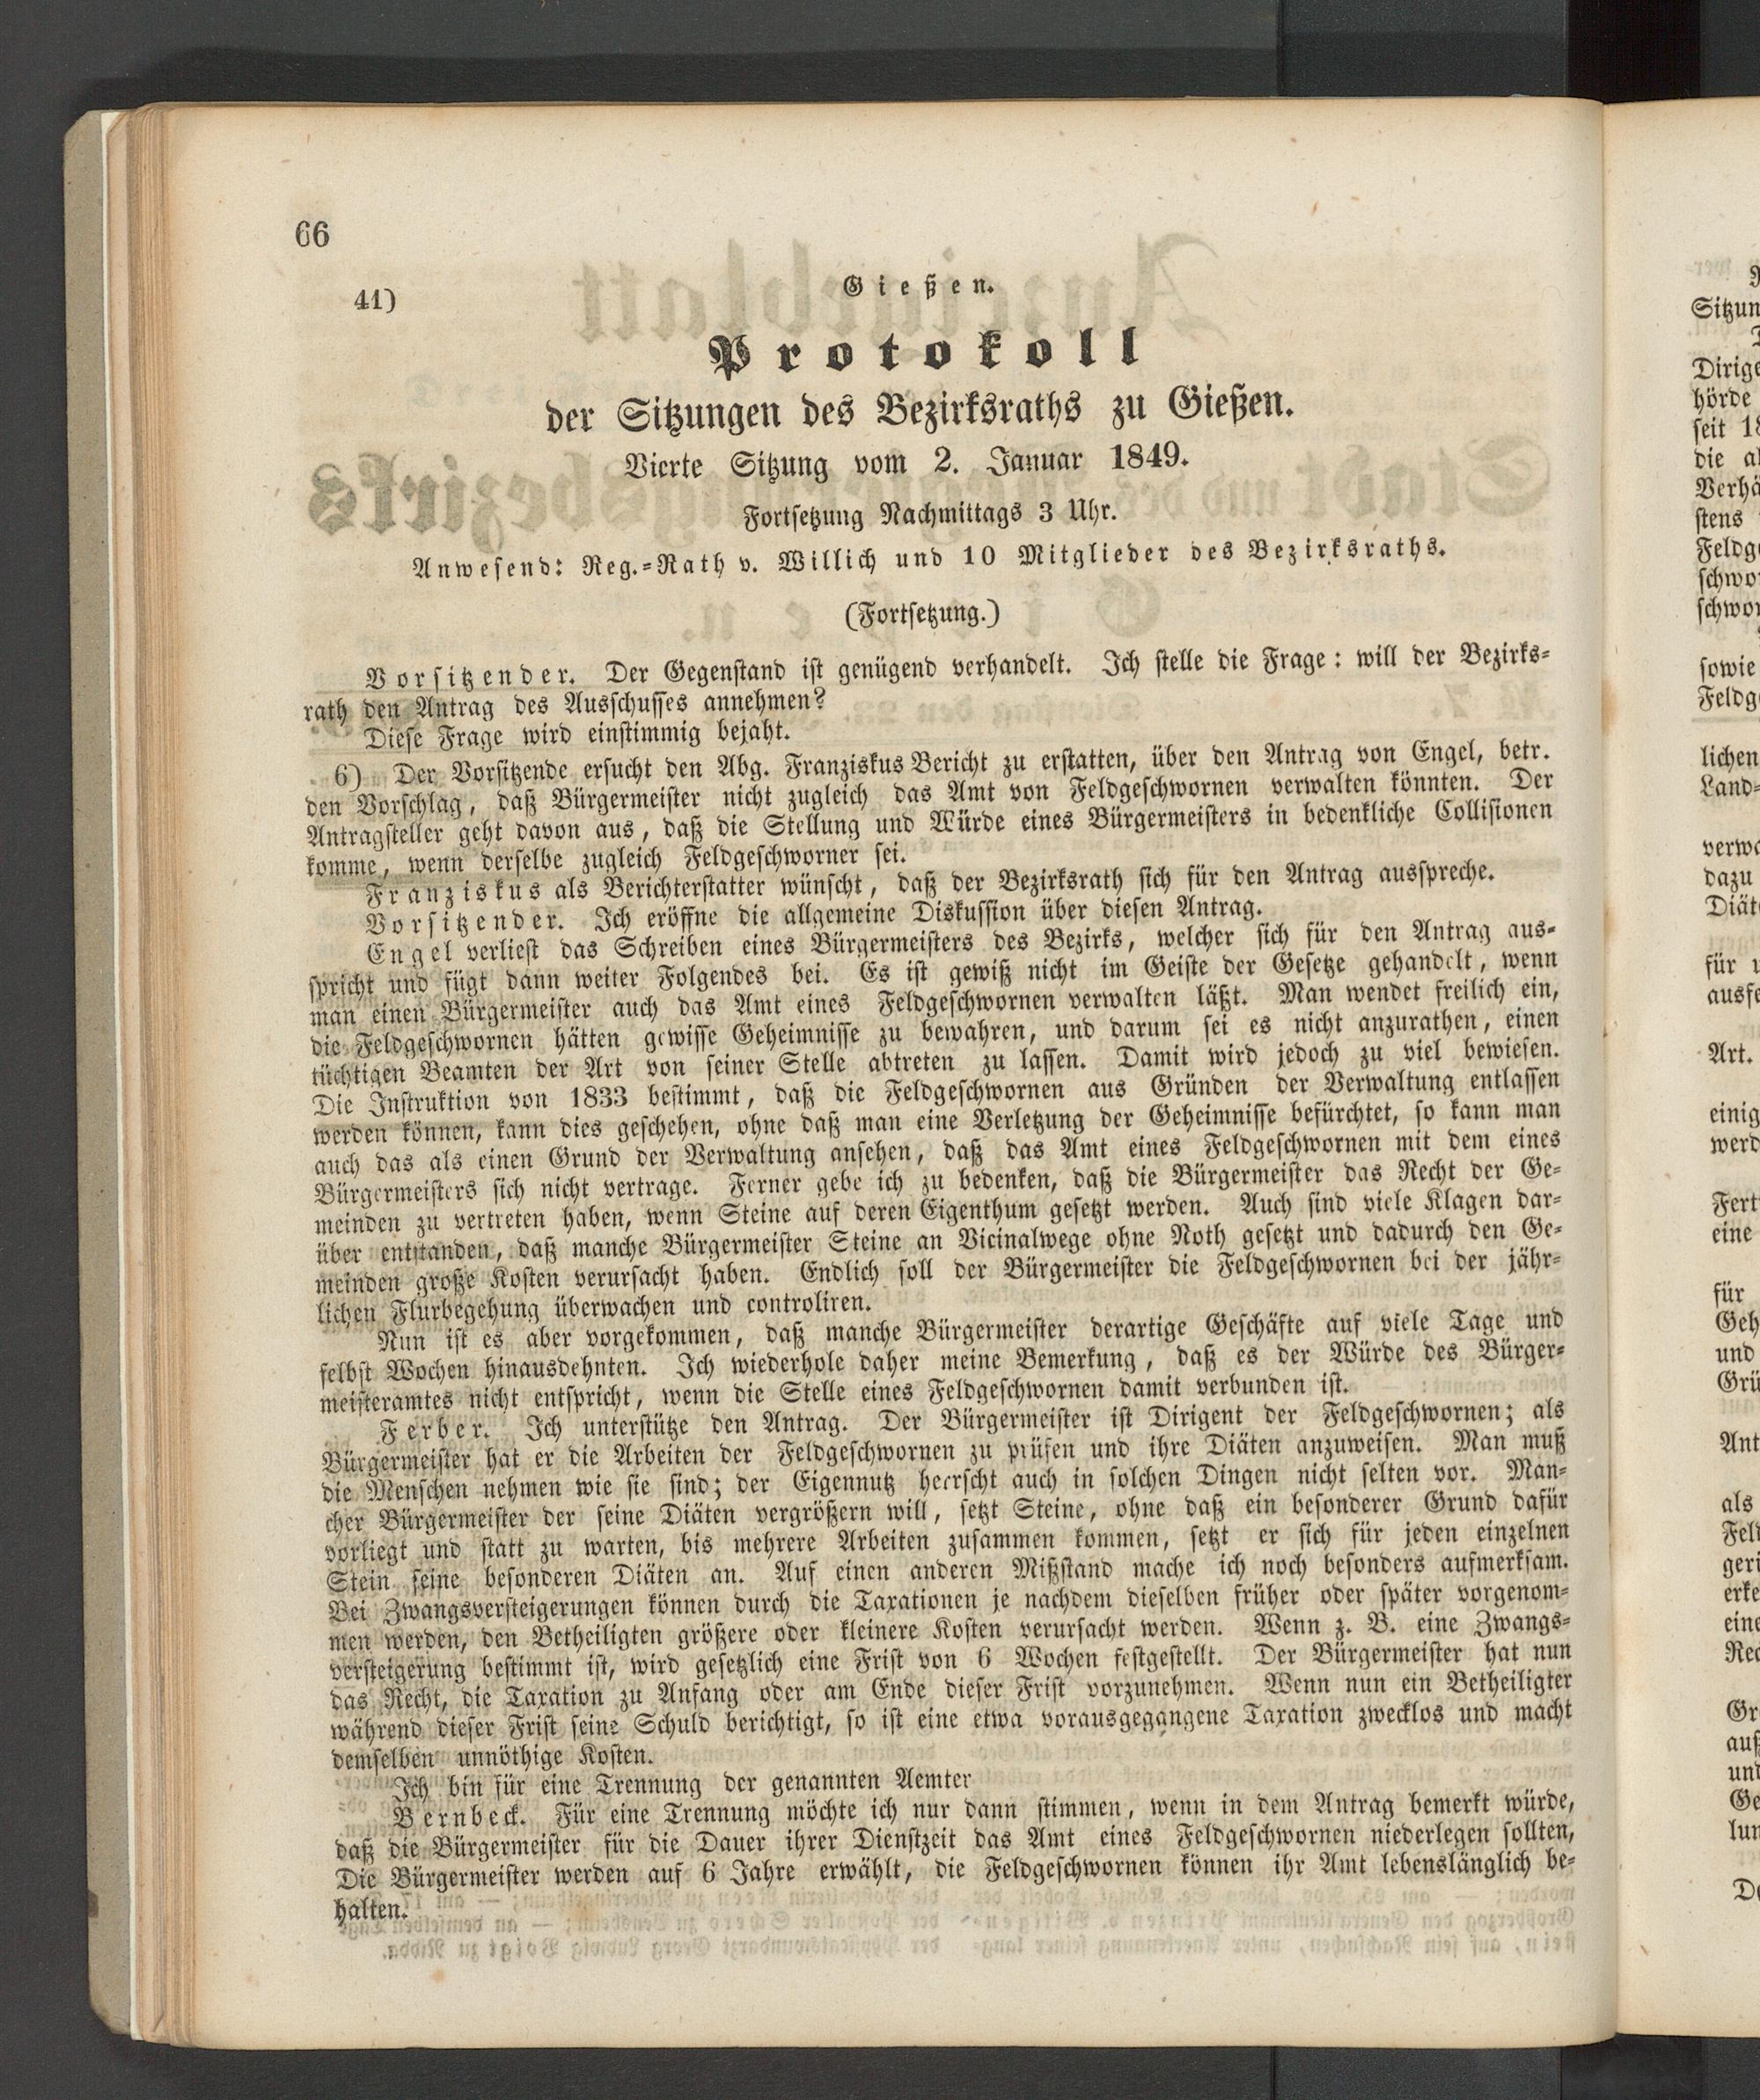 66
41)
Gießen.
Protokoll
der Sitzungen des Bezirksraths zu Gießen.
Vierte Sitzung vom 2. Januar 1849.
Fortsetzung Nachmittags 3 Uhr.
Anwesend: Reg.=Rath v. Willich und 10 Mitglieder des Bezirksraths.
(Fortsetzung.)
Vorsitzender. Der Gegenstand ist genügend verhandelt. Ich stelle die Frage: will der Bezirks=
rath den Antrag des Ausschusses annehmen?
Diese Frage wird einstimmig bejaht.
6) Der Vorsitzende ersucht den Abg. Franziskus Bericht zu erstatten, über den Antrag von Engel, betr.
den Vorschlag, daß Bürgermeister nicht zugleich das Amt von Feldgeschwornen verwalten könnten. Der
Antragsteller geht davon aus, daß die Stellung und Würde eines Bürgermeisters in bedenkliche Collisionen
komme, wenn derselbe zugleich Feldgeschworner sei.
Franziskus als Berichterstatter wünscht, daß der Bezirksrath sich für den Antrag ausspreche.
Vorsitzender. Ich eröffne die allgemeine Diskussion über diesen Antrag.
Engel verliest das Schreiben eines Bürgermeisters des Bezirks, welcher sich für den Antrag aus=
spricht und fügt dann weiter Folgendes bei. Es ist gewiß nicht im Geiste der Gesetze gehandelt, wenn
man einen Bürgermeister auch das Amt eines Feldgeschwornen verwalten läßt. Man wendet freilich ein,
die Feldgeschwornen hätten gewisse Geheimnisse zu bewahren, und darum sei es nicht anzurathen, einen
tüchtigen Beamten der Art von seiner Stelle abtreten zu lassen. Damit wird jedoch zu viel bewiesen.
Die Instruktion von 1833 bestimmt, daß die Feldgeschwornen aus Gründen der Verwaltung entlassen
werden können, kann dies geschehen, ohne daß man eine Verletzung der Geheimnisse befürchtet, so kann man
auch das als einen Grund der Verwaltung ansehen, daß das Amt eines Feldgeschwornen mit dem eines
Bürgermeisters sich nicht vertrage. Ferner gebe ich zu bedenken, daß die Bürgermeister das Recht der Ge=
meinden zu vertreten haben, wenn Steine auf deren Eigenthum gesetzt werden. Auch sind viele Klagen dar=
über entstanden, daß manche Bürgermeister Steine an Vicinalwege ohne Noth gesetzt und dadurch den Ge=
meinden große Kosten verursacht haben. Endlich soll der Bürgermeister die Feldgeschwornen bei der jähr=
lichen Flurbegehung überwachen und controliren.
Nun ist es aber vorgekommen, daß manche Bürgermeister derartige Geschäfte auf viele Tage und
selbst Wochen hinausdehnten. Ich wiederhole daher meine Bemerkung, daß es der Würde des Bürger=
meisteramtes nicht entspricht, wenn die Stelle eines Feldgeschwornen damit verbunden ist.
Ferber. Ich unterstütze den Antrag. Der Bürgermeister ist Dirigent der Feldgeschwornen; als
Bürgermeister hat er die Arbeiten der Feldgeschwornen zu prüfen und ihre Diäten anzuweisen. Man muß
die Menschen nehmen wie sie sind; der Eigennutz heerscht auch in solchen Dingen nicht selten vor. Man=
cher Bürgermeister der seine Diäten vergrößern will, setzt Steine, ohne daß ein besonderer Grund dafür
vorliegt und statt zu warten, bis mehrere Arbeiten zusammen kommen, setzt er sich für jeden einzelnen
Stein seine besonderen Diäten an. Auf einen anderen Mißstand mache ich noch besonders aufmerksam.
Bei Zwangsversteigerungen können durch die Taxationen je nachdem dieselben früher oder später vorgenom=
men werden, den Betheiligten größere oder kleinere Kosten verursacht werden. Wenn z. B. eine Zwangs=
versteigerung bestimmt ist, wird gesetzlich eine Frist von 6 Wochen festgestellt. Der Bürgermeister hat nun
das Recht, die Taxation zu Anfang oder am Ende dieser Frist vorzunehmen. Wenn nun ein Betheiligter
während dieser Frist seine Schuld berichtigt, so ist eine etwa vorausgegangene Taxation zwecklos und macht
demselben unnöthige Kosten.
Ich bin für eine Trennung der genannten Aemter
Bernbeck. Für eine Trennung möchte ich nur dann stimmen, wenn in dem Antrag bemerkt würde,
daß die Bürgermeister für die Dauer ihrer Dienstzeit das Amt eines Feldgeschwornen niederlegen sollten,
Die Bürgermeister werden auf 6 Jahre erwählt, die Feldgeschwornen können ihr Amt lebenslänglich be=
halten.